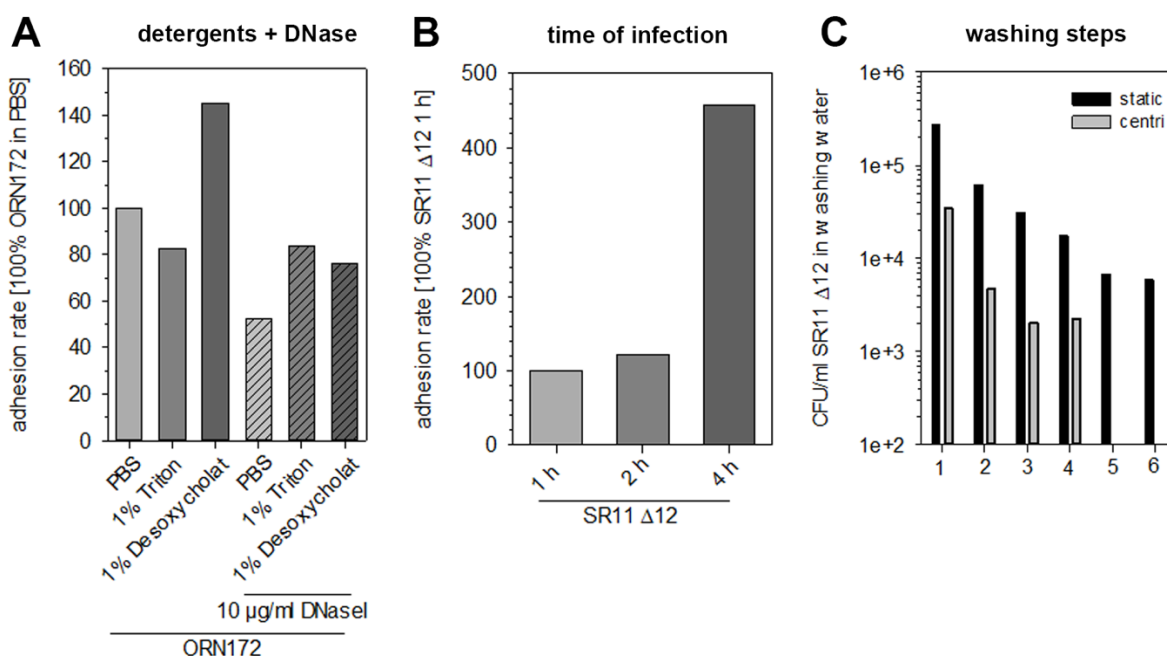 A
detergents + DNase
adhesion rate [100% ORN172 in PBS]
160
140
120
100
80
60
40
20
0
PBS
1% Triton
1% Desoxycholat
PBS
1% Triton
1% Desoxycholat
10 µg/ml DNaseI
ORN172
B
time of infection
adhesion rate [100% SR11 Δ12 1 h]
500
400
300
200
100
0
1 h
2 h
4 h
SR11 Δ12
C
washing steps
CFU/ml SR11 Δ12 in w ashing w ater
1e+6
1e+5
1e+4
1e+3
1e+2
static
centri
1 2 3 4 5 6